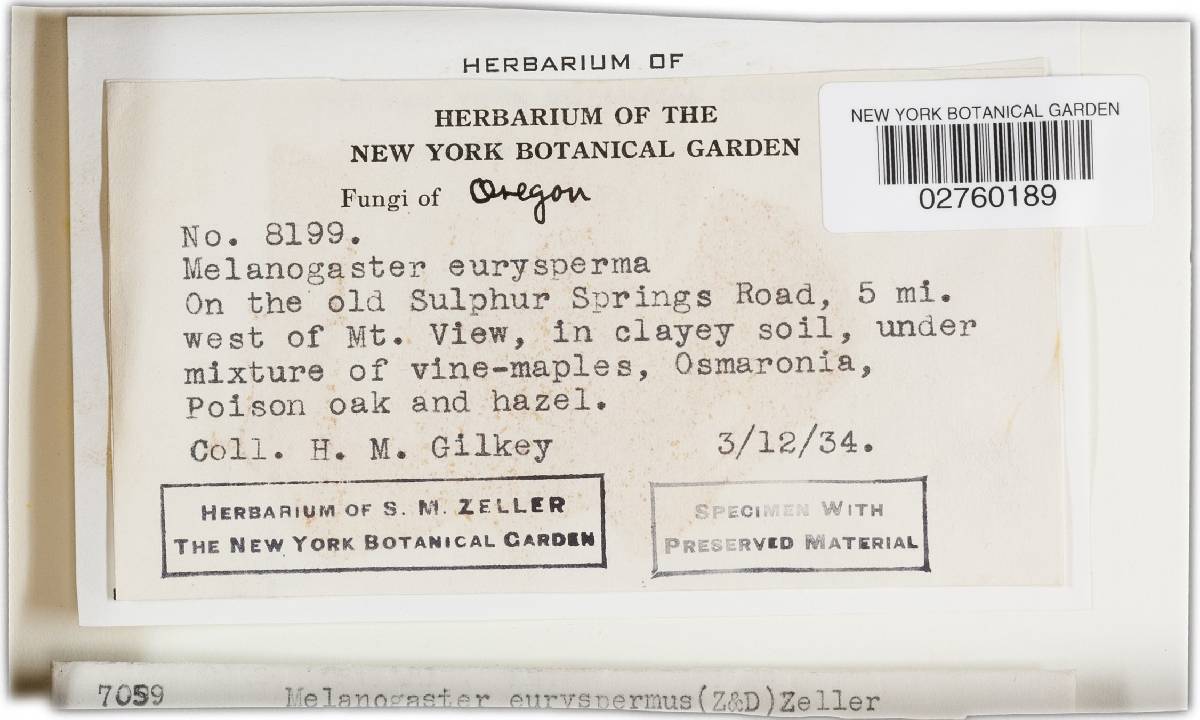 HERBARIUM OF
HERBARIUM OF THE
NEW YORK BOTANICAL GARDEN
Fungi of Oregon
NEW YORK BOTANICAL GARDEN
02760189
No. 8199.
Melanogaster eurysperma
On the old Sulphur Springs Road, 5 mi.
west of Mt. View, in clayey soil, under
mixture of vine-maples, Osmaronia,
Poison oak and hazel.
Coll. H. M. Gilkey 3/12/34.
HERBARIUM OF S. M. ZELLER
THE NEW YORK BOTANICAL GARDEN
SPECIMEN WITH
PRESERVED MATERIAL
7059 Melanogaster euryspermus(Z&D)Zeller